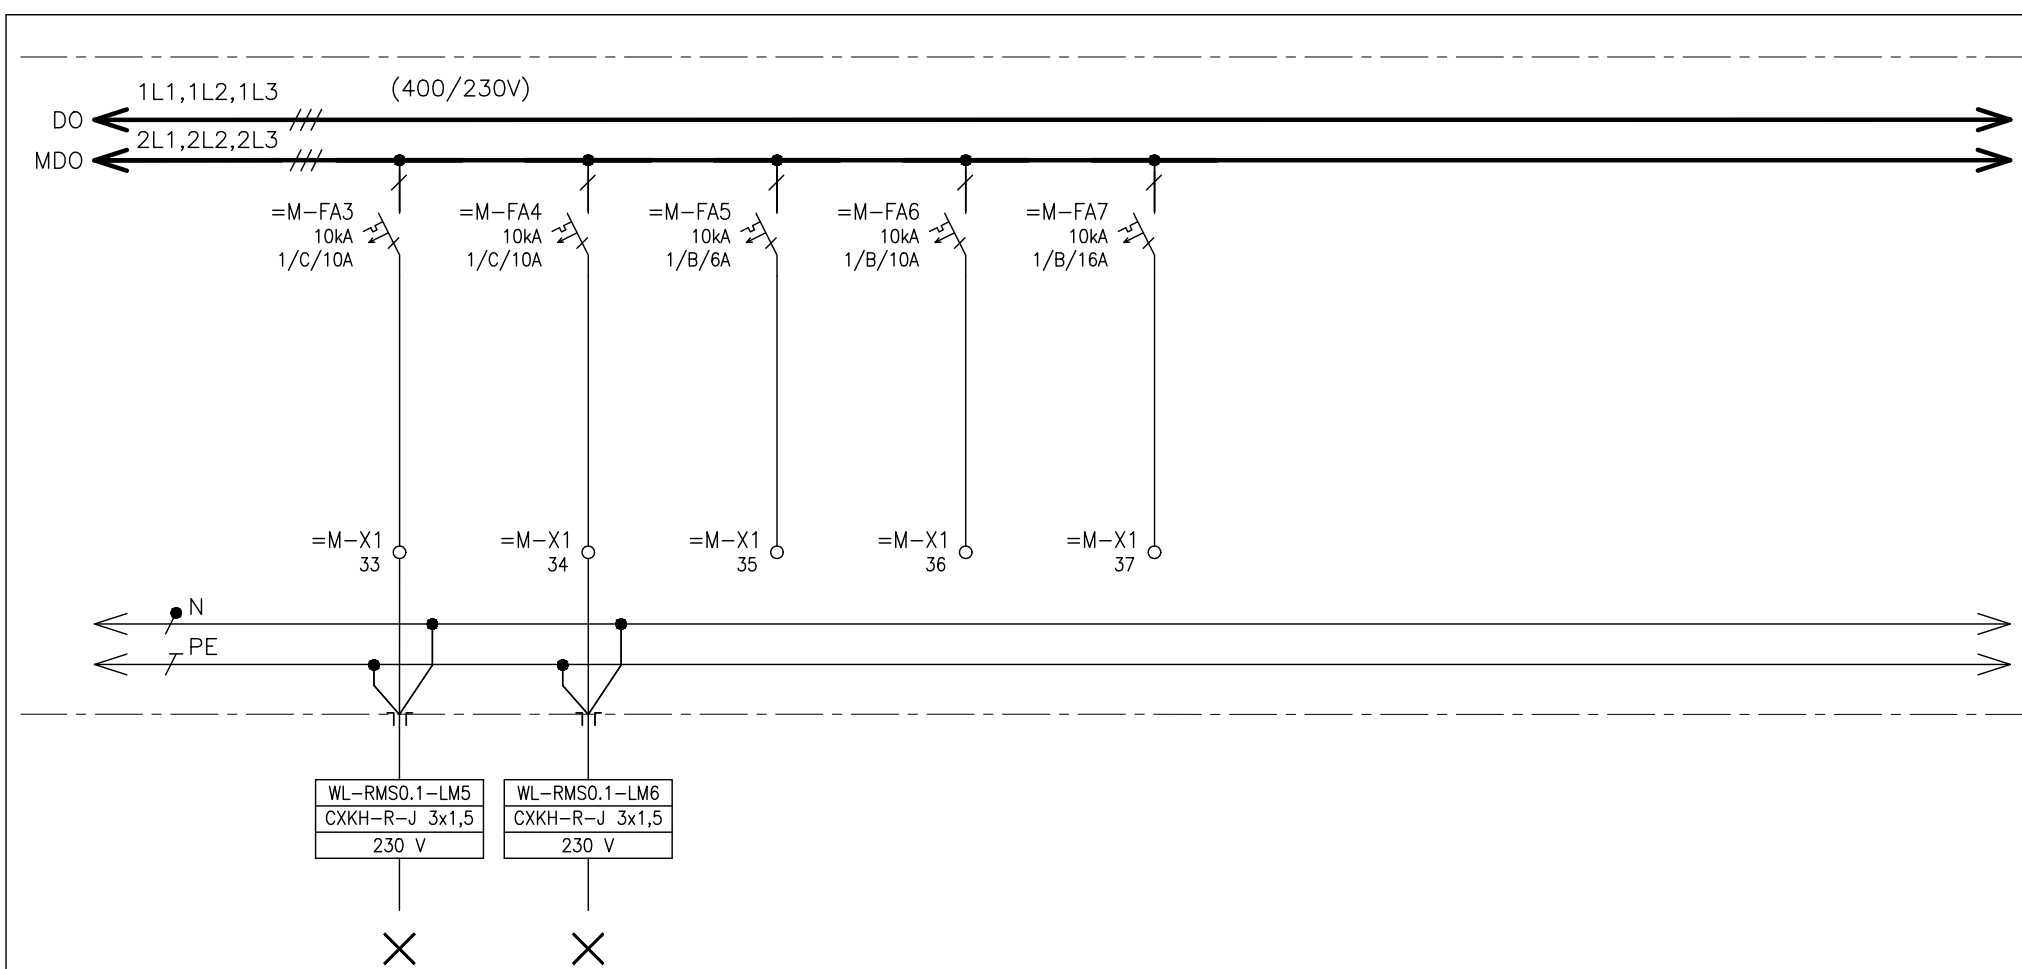 1L1,1L2,1L3
(400/230V)
DO
2L1,2L2,2L3
MDO
=M-FA3
10kA
1/C/10A
=M-FA4
10kA
1/C/10A
=M-FA5
10kA
1/B/6A
=M-FA6
10kA
1/B/10A
=M-FA7
10kA
1/B/16A
=M-X1
33
=M-X1
34
=M-X1
35
=M-X1
36
=M-X1
37
N
PE
WL-RMS0.1-LM5
CXKH-R-J 3x1,5
230 V
WL-RMS0.1-LM6
CXKH-R-J 3x1,5
230 V